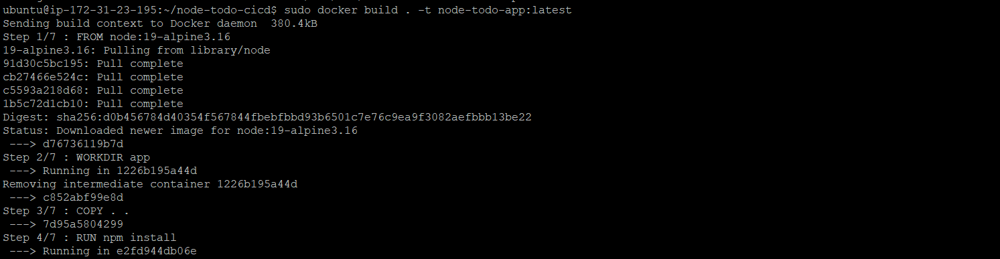 ubuntu@ip-172-31-23-195:~/node-todo-cicd$ sudo docker build . -t node-todo-app:latest
Sending build context to Docker daemon  380.4kB
Step 1/7 : FROM node:19-alpine3.16
19-alpine3.16: Pulling from library/node
91d30c5bc195: Pull complete
cb27466e524c: Pull complete
c5593a218d68: Pull complete
1b5c72d1cb10: Pull complete
Digest: sha256:d0b456784d40354f567844fbebfbbd93b6501c7e76c9ea9f3082aefbbb13be22
Status: Downloaded newer image for node:19-alpine3.16
 ---> d76736119b7d
Step 2/7 : WORKDIR app
 ---> Running in 1226b195a44d
Removing intermediate container 1226b195a44d
 ---> c852abf99e8d
Step 3/7 : COPY . .
 ---> 7d95a5804299
Step 4/7 : RUN npm install
 ---> Running in e2fd944db06e